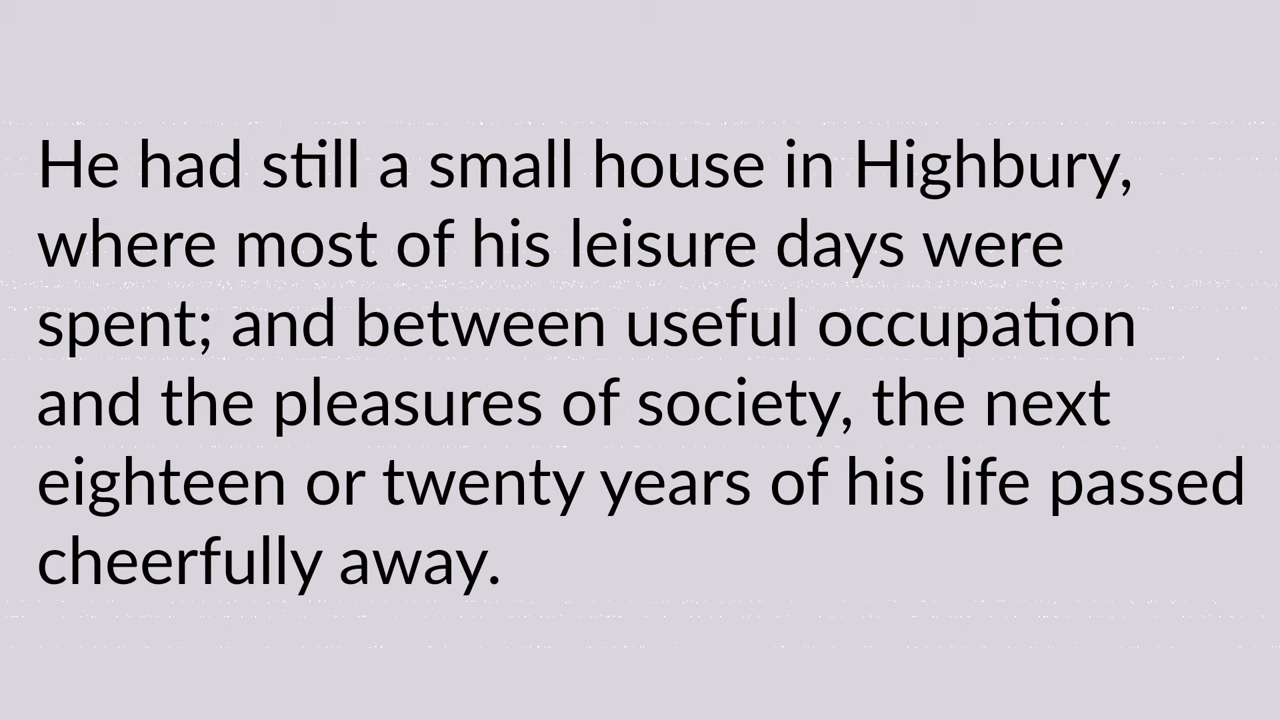 He had still a small house in Highbury,
where most of his leisure days were
spent; and between useful occupation
and the pleasures of society, the next
eighteen or twenty years of his life passed
cheerfully away.